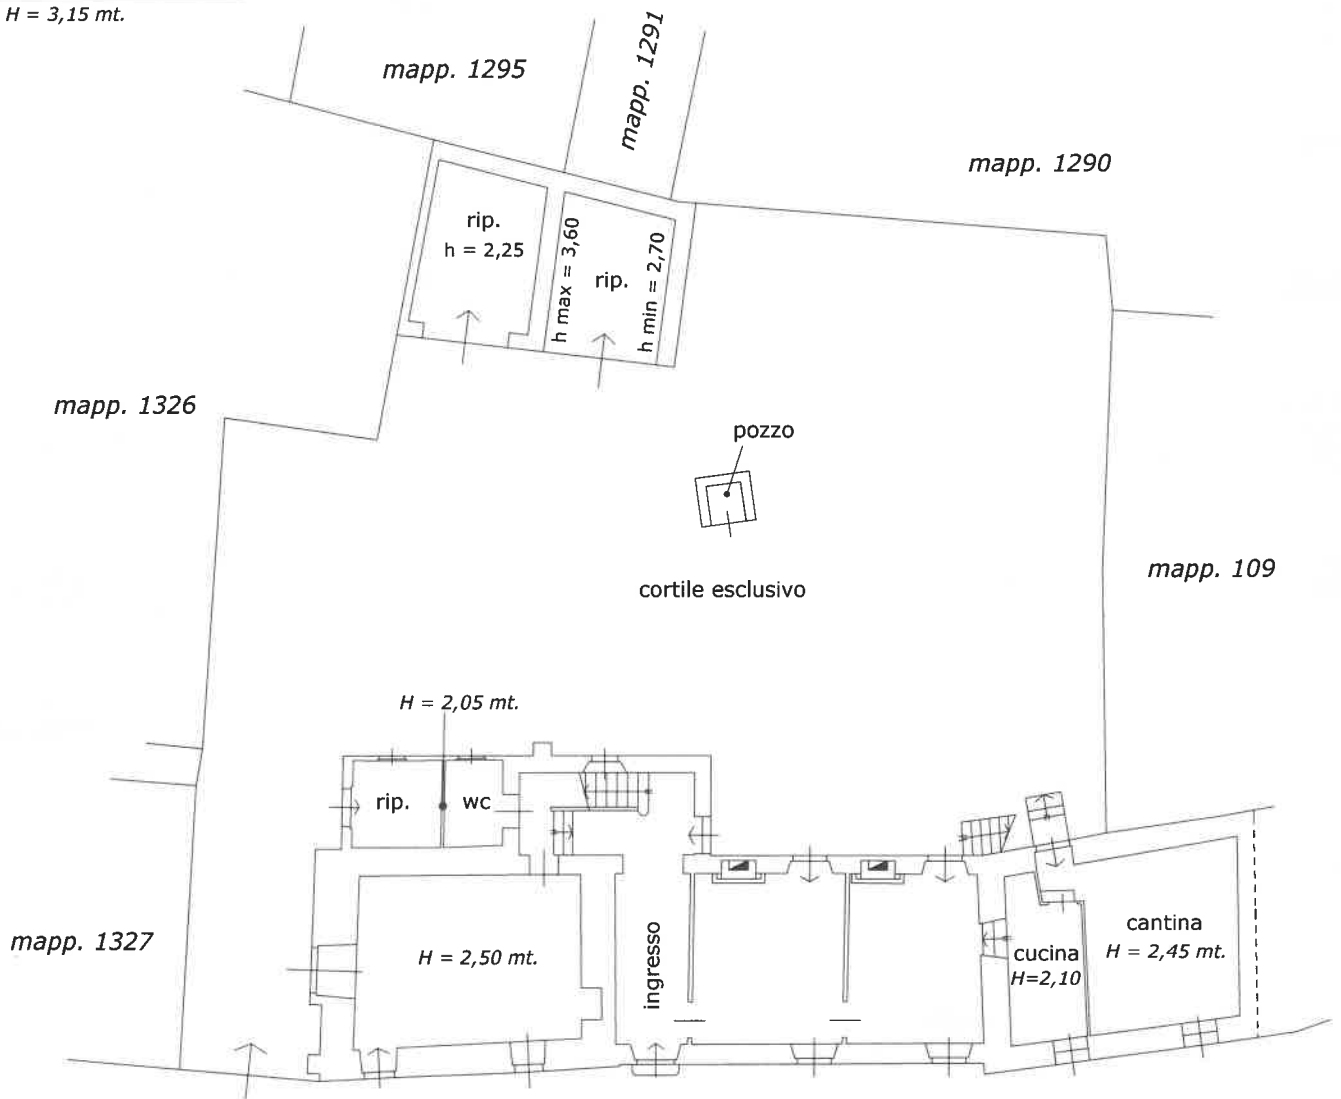 H = 3,15 mt.
mapp. 1295
mapp. 1291
mapp. 1290
rip.
h = 2,25
h max = 3,60
rip.
h min = 2,70
mapp. 1326
pozzo
cortile esclusivo
mapp. 109
H = 2,05 mt.
rip.
wc
mapp. 1327
H = 2,50 mt.
ingresso
cucina
H=2,10
cantina
H = 2,45 mt.